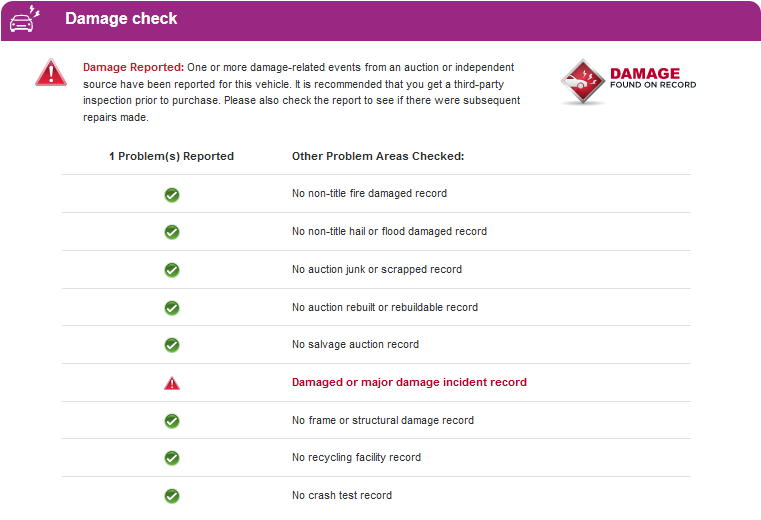 Damage check
Damage Reported: One or more damage-related events from an auction or independent
source have been reported for this vehicle. It is recommended that you get a third-party
inspection prior to purchase. Please also check the report to see if there were subsequent
repairs made.
DAMAGE
FOUND ON RECORD
1 Problem(s) Reported
Other Problem Areas Checked:
No non-title fire damaged record
No non-title hail or flood damaged record
No auction junk or scrapped record
No auction rebuilt or rebuildable record
No salvage auction record
Damaged or major damage incident record
No frame or structural damage record
No recycling facility record
No crash test record